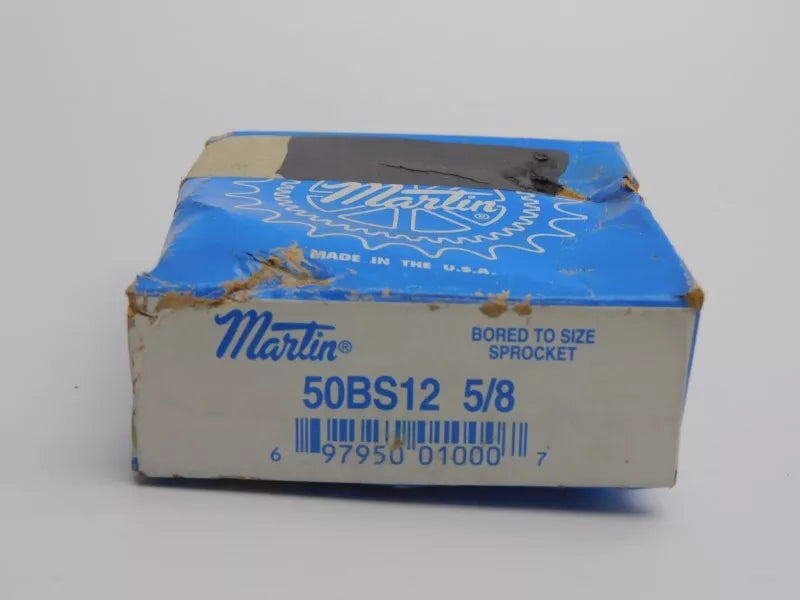 Martin®
MADE IN THE U.S.A.
Martin®
BORED TO SIZE
SPROCKET
50BS12 5/8
6 97950 01000 7